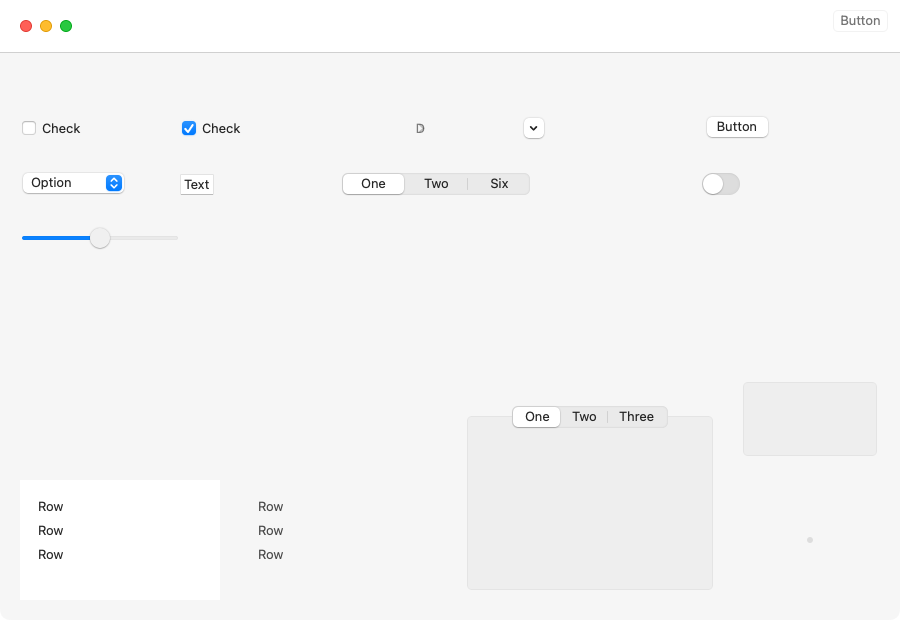 Button
Check
Check
D
Button
Option
Text
One Two Six
One Two Three
Row
Row
Row
Row
Row
Row